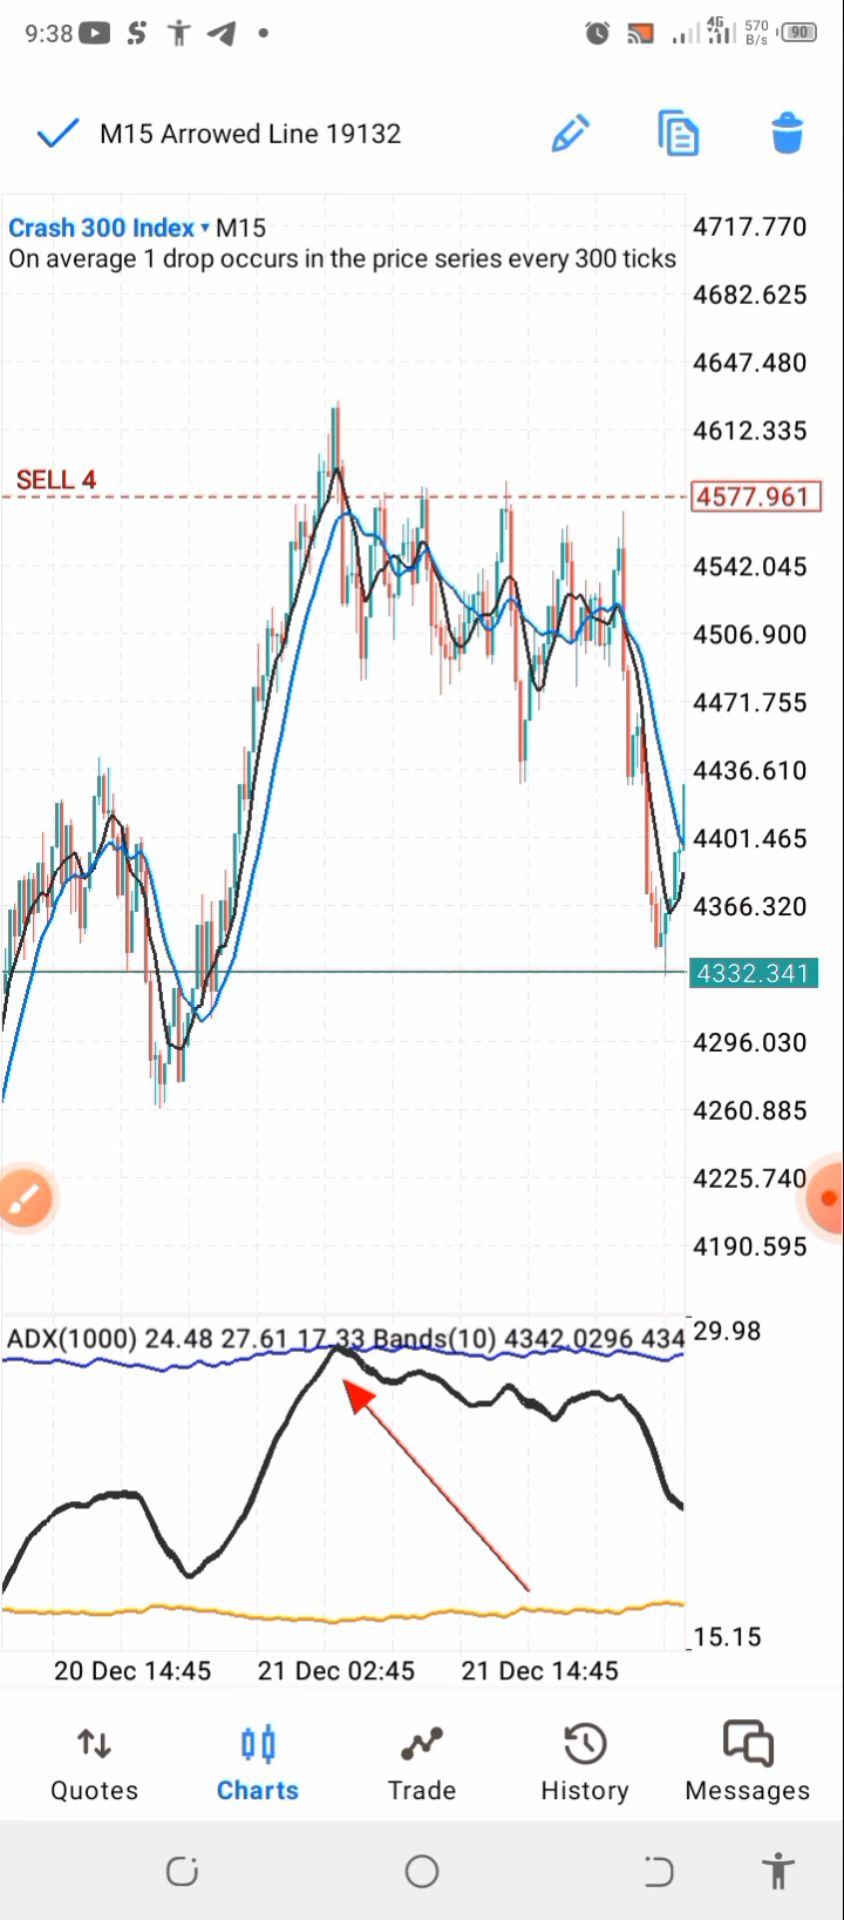 9:38
4G
570
B/s
90
M15 Arrowed Line 19132
Crash 300 Index ▾ M15
On average 1 drop occurs in the price series every 300 ticks
4717.770
4682.625
4647.480
4612.335
SELL 4
4577.961
4542.045
4506.900
4471.755
4436.610
4401.465
4366.320
4332.341
4296.030
4260.885
4225.740
4190.595
ADX(1000) 24.48 27.61 17.33 Bands(10) 4342.0296 434
29.98
15.15
20 Dec 14:45 21 Dec 02:45 21 Dec 14:45
Quotes Charts Trade History Messages